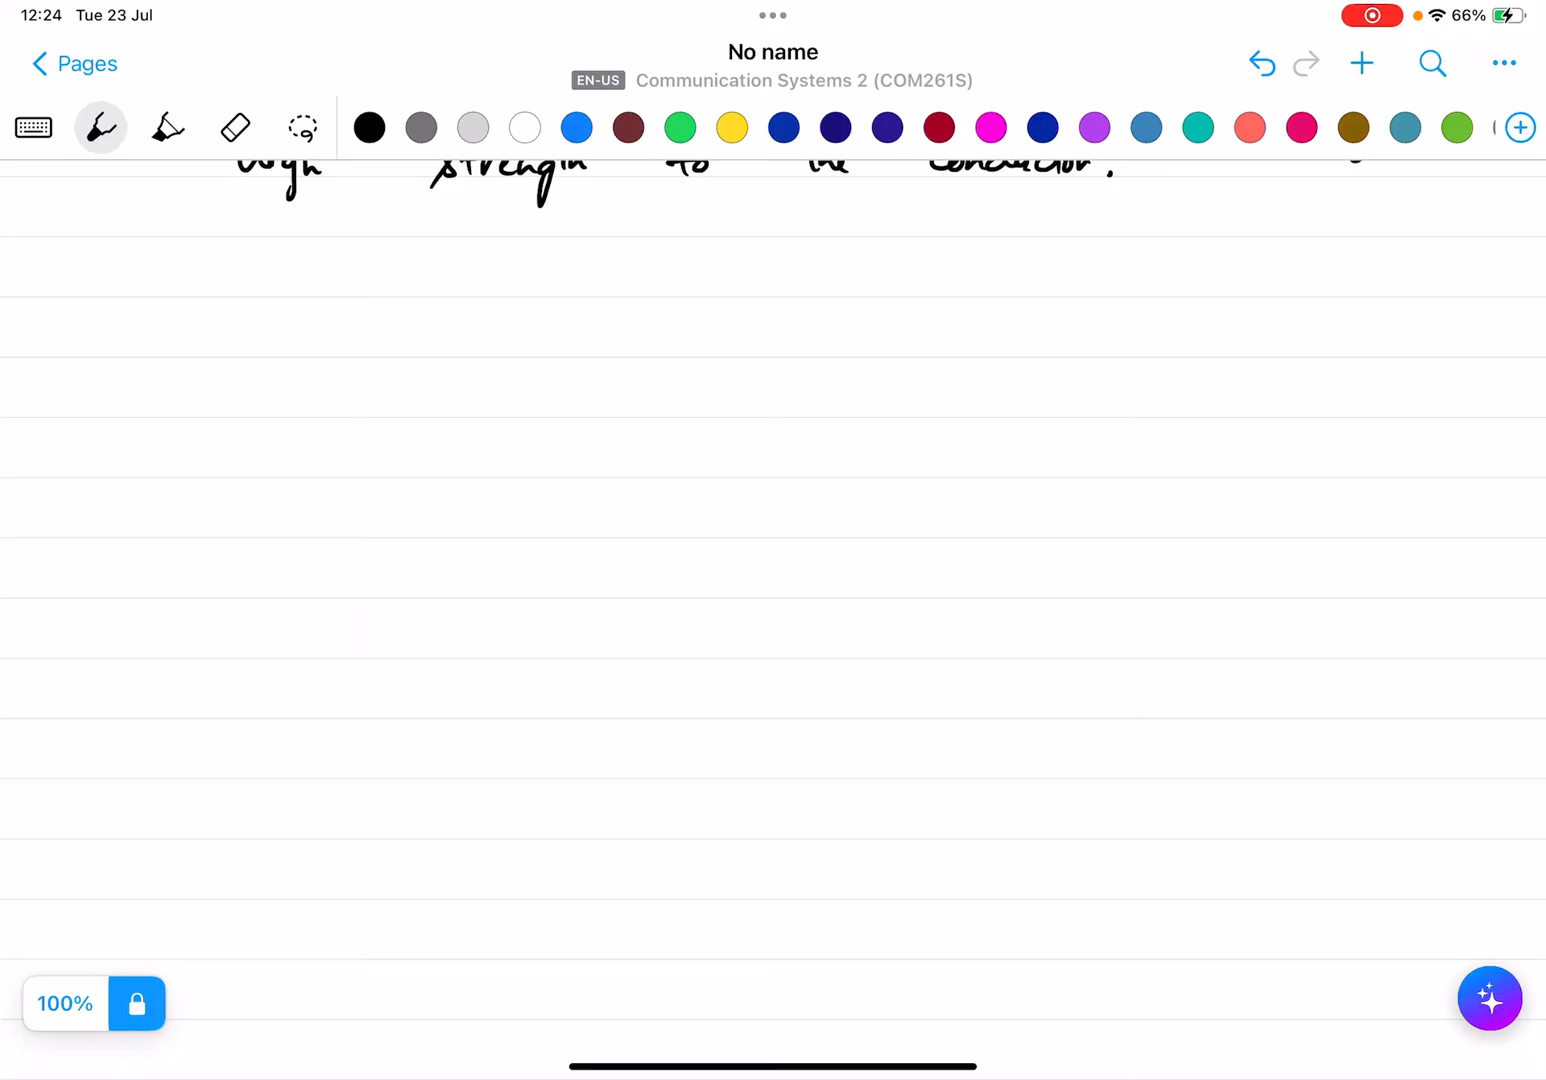 12:24 Tue 23 Jul
66%
No name
Pages
EN-US Communication Systems 2 (COM261S)
high strength to the conductor.
100%